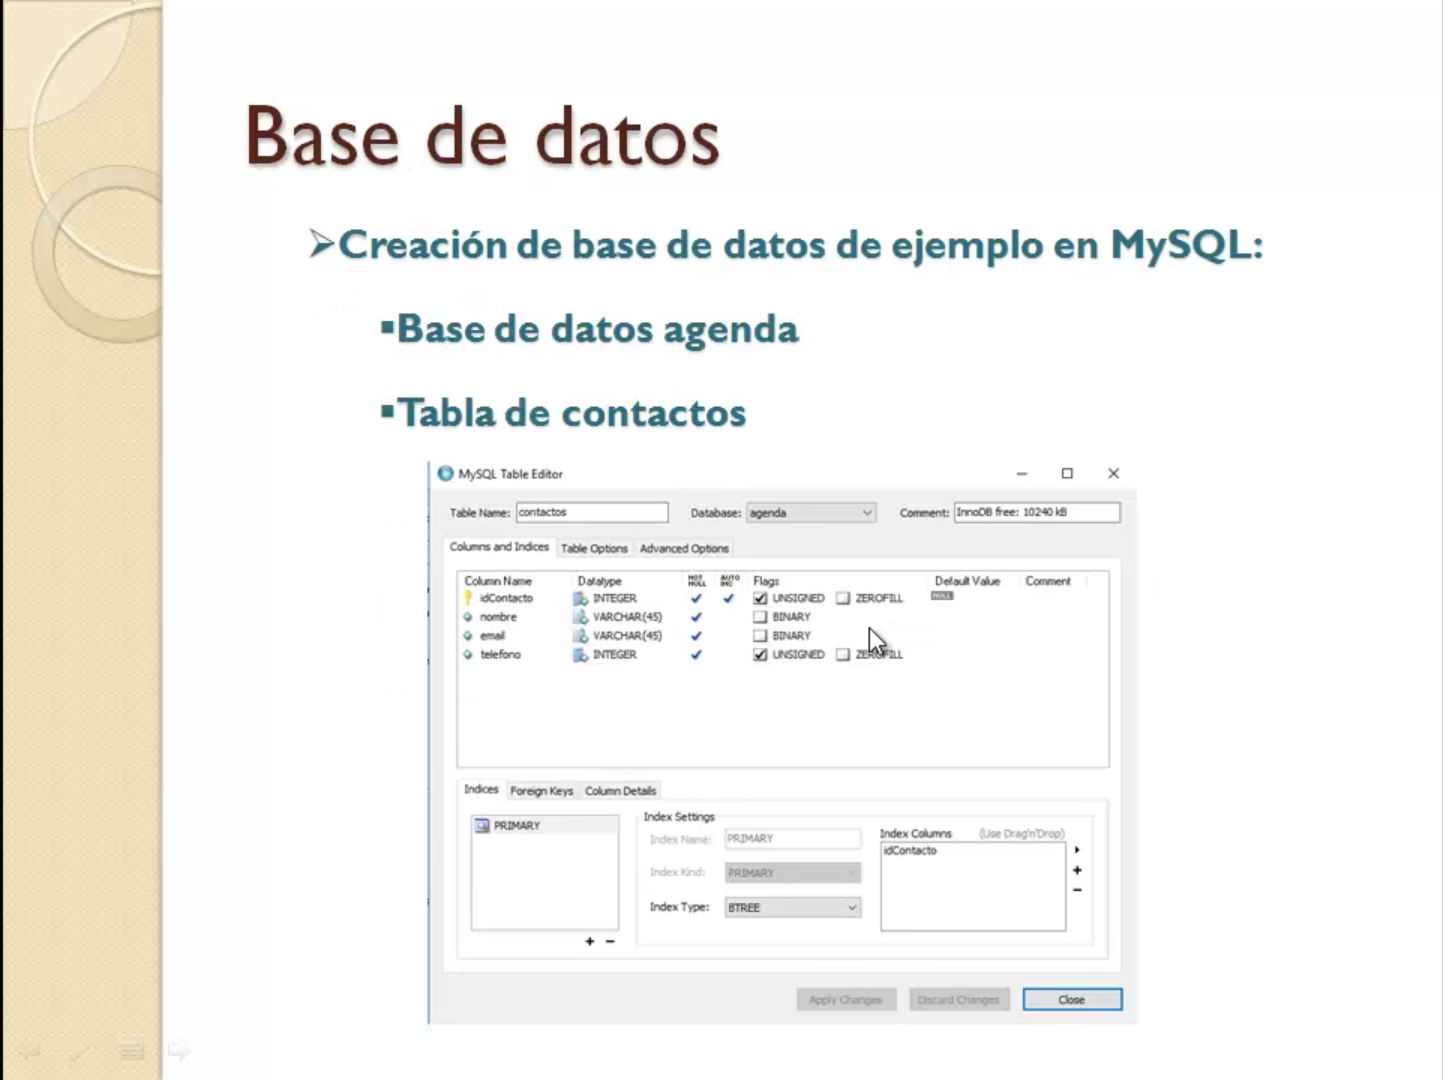 Base de datos
➢Creación de base de datos de ejemplo en MySQL:
▪Base de datos agenda
▪Tabla de contactos
MySQL Table Editor
Table Name: contactos Database: agenda Comment: InnoDB free: 10240 kB
Columns and Indices Table Options Advanced Options
Column Name Datatype NOT NULL AUTO INC Flags Default Value Comment
idContacto INTEGER UNSIGNED ZEROFILL NULL
nombre VARCHAR(45) BINARY
email VARCHAR(45) BINARY
telefono INTEGER UNSIGNED ZEROFILL
Indices Foreign Keys Column Details
PRIMARY
Index Settings
Index Name: PRIMARY
Index Kind: PRIMARY
Index Type: BTREE
Index Columns (Use Drag'n'Drop)
idContacto
Apply Changes Discard Changes Close